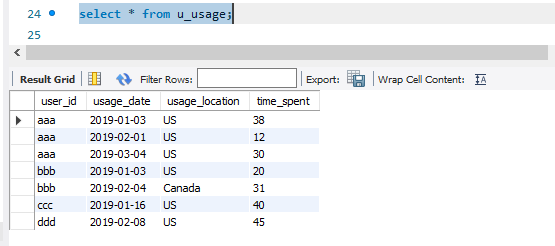 24 select * from u_usage;
25
Result Grid Filter Rows: Export: Wrap Cell Content: IA
user_id usage_date usage_location time_spent
aaa 2019-01-03 US 38
aaa 2019-02-01 US 12
aaa 2019-03-04 US 30
bbb 2019-01-03 US 20
bbb 2019-02-04 Canada 31
ccc 2019-01-16 US 40
ddd 2019-02-08 US 45